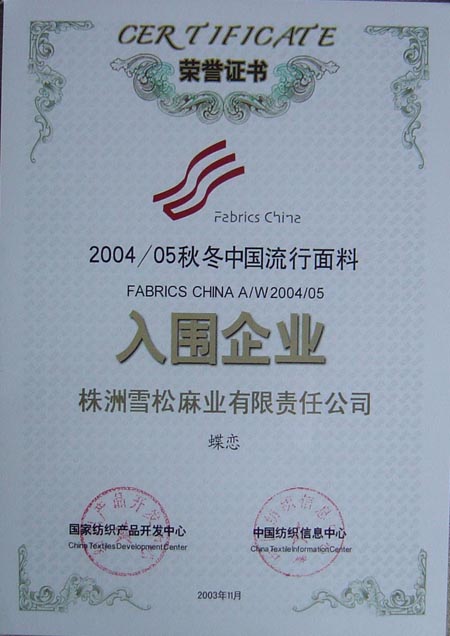 CERTIFICATE
荣誉证书
Fabrics China
2004/05秋冬中国流行面料
FABRICS CHINA A/W2004/05
入围企业
株洲雪松麻业有限责任公司
蝶恋
国家纺织产品开发中心
China Textiles Development Center
中国纺织信息中心
China Textile Information Center
2003年11月